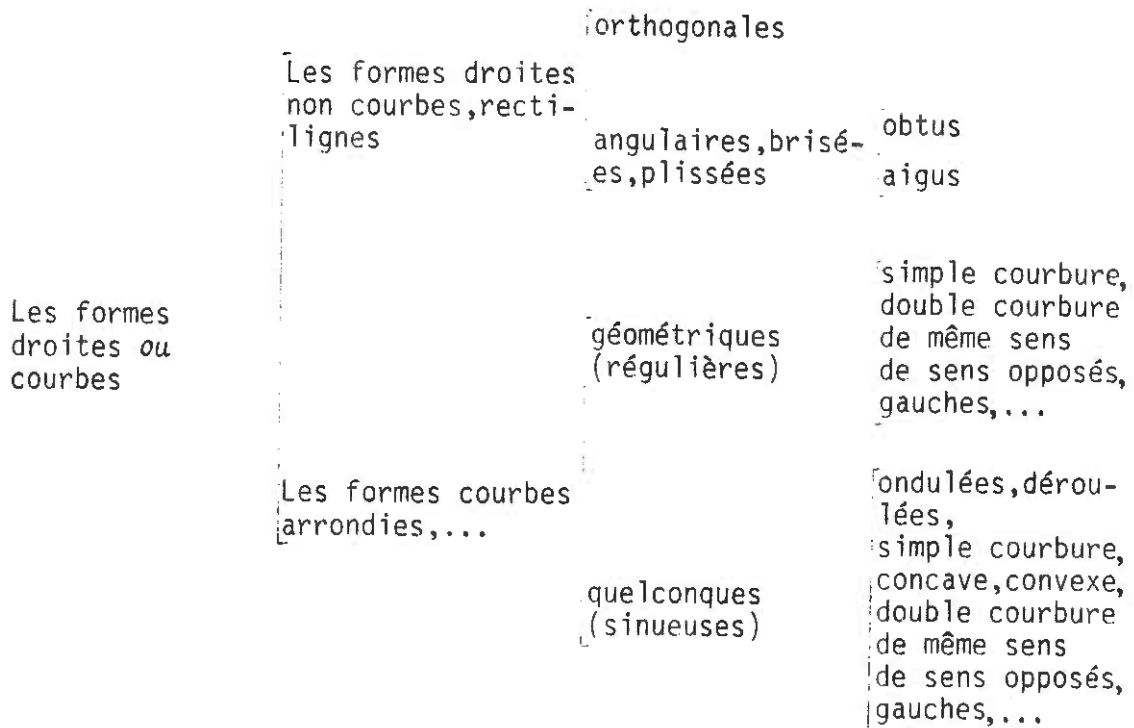 orthogonales
Les formes droites
non courbes,recti-
lignes
angulaires,brisé-
es,plissées
obtus
aigus
Les formes
droites ou
courbes
géométriques
(régulières)
simple courbure,
double courbure
de même sens
de sens opposés,
gauches,...
Les formes courbes
arrondies,...
quelconques
(sinueuses)
ondulées,dérou-
lées,
simple courbure,
concave,convexe,
double courbure
de même sens
de sens opposés,
gauches,...